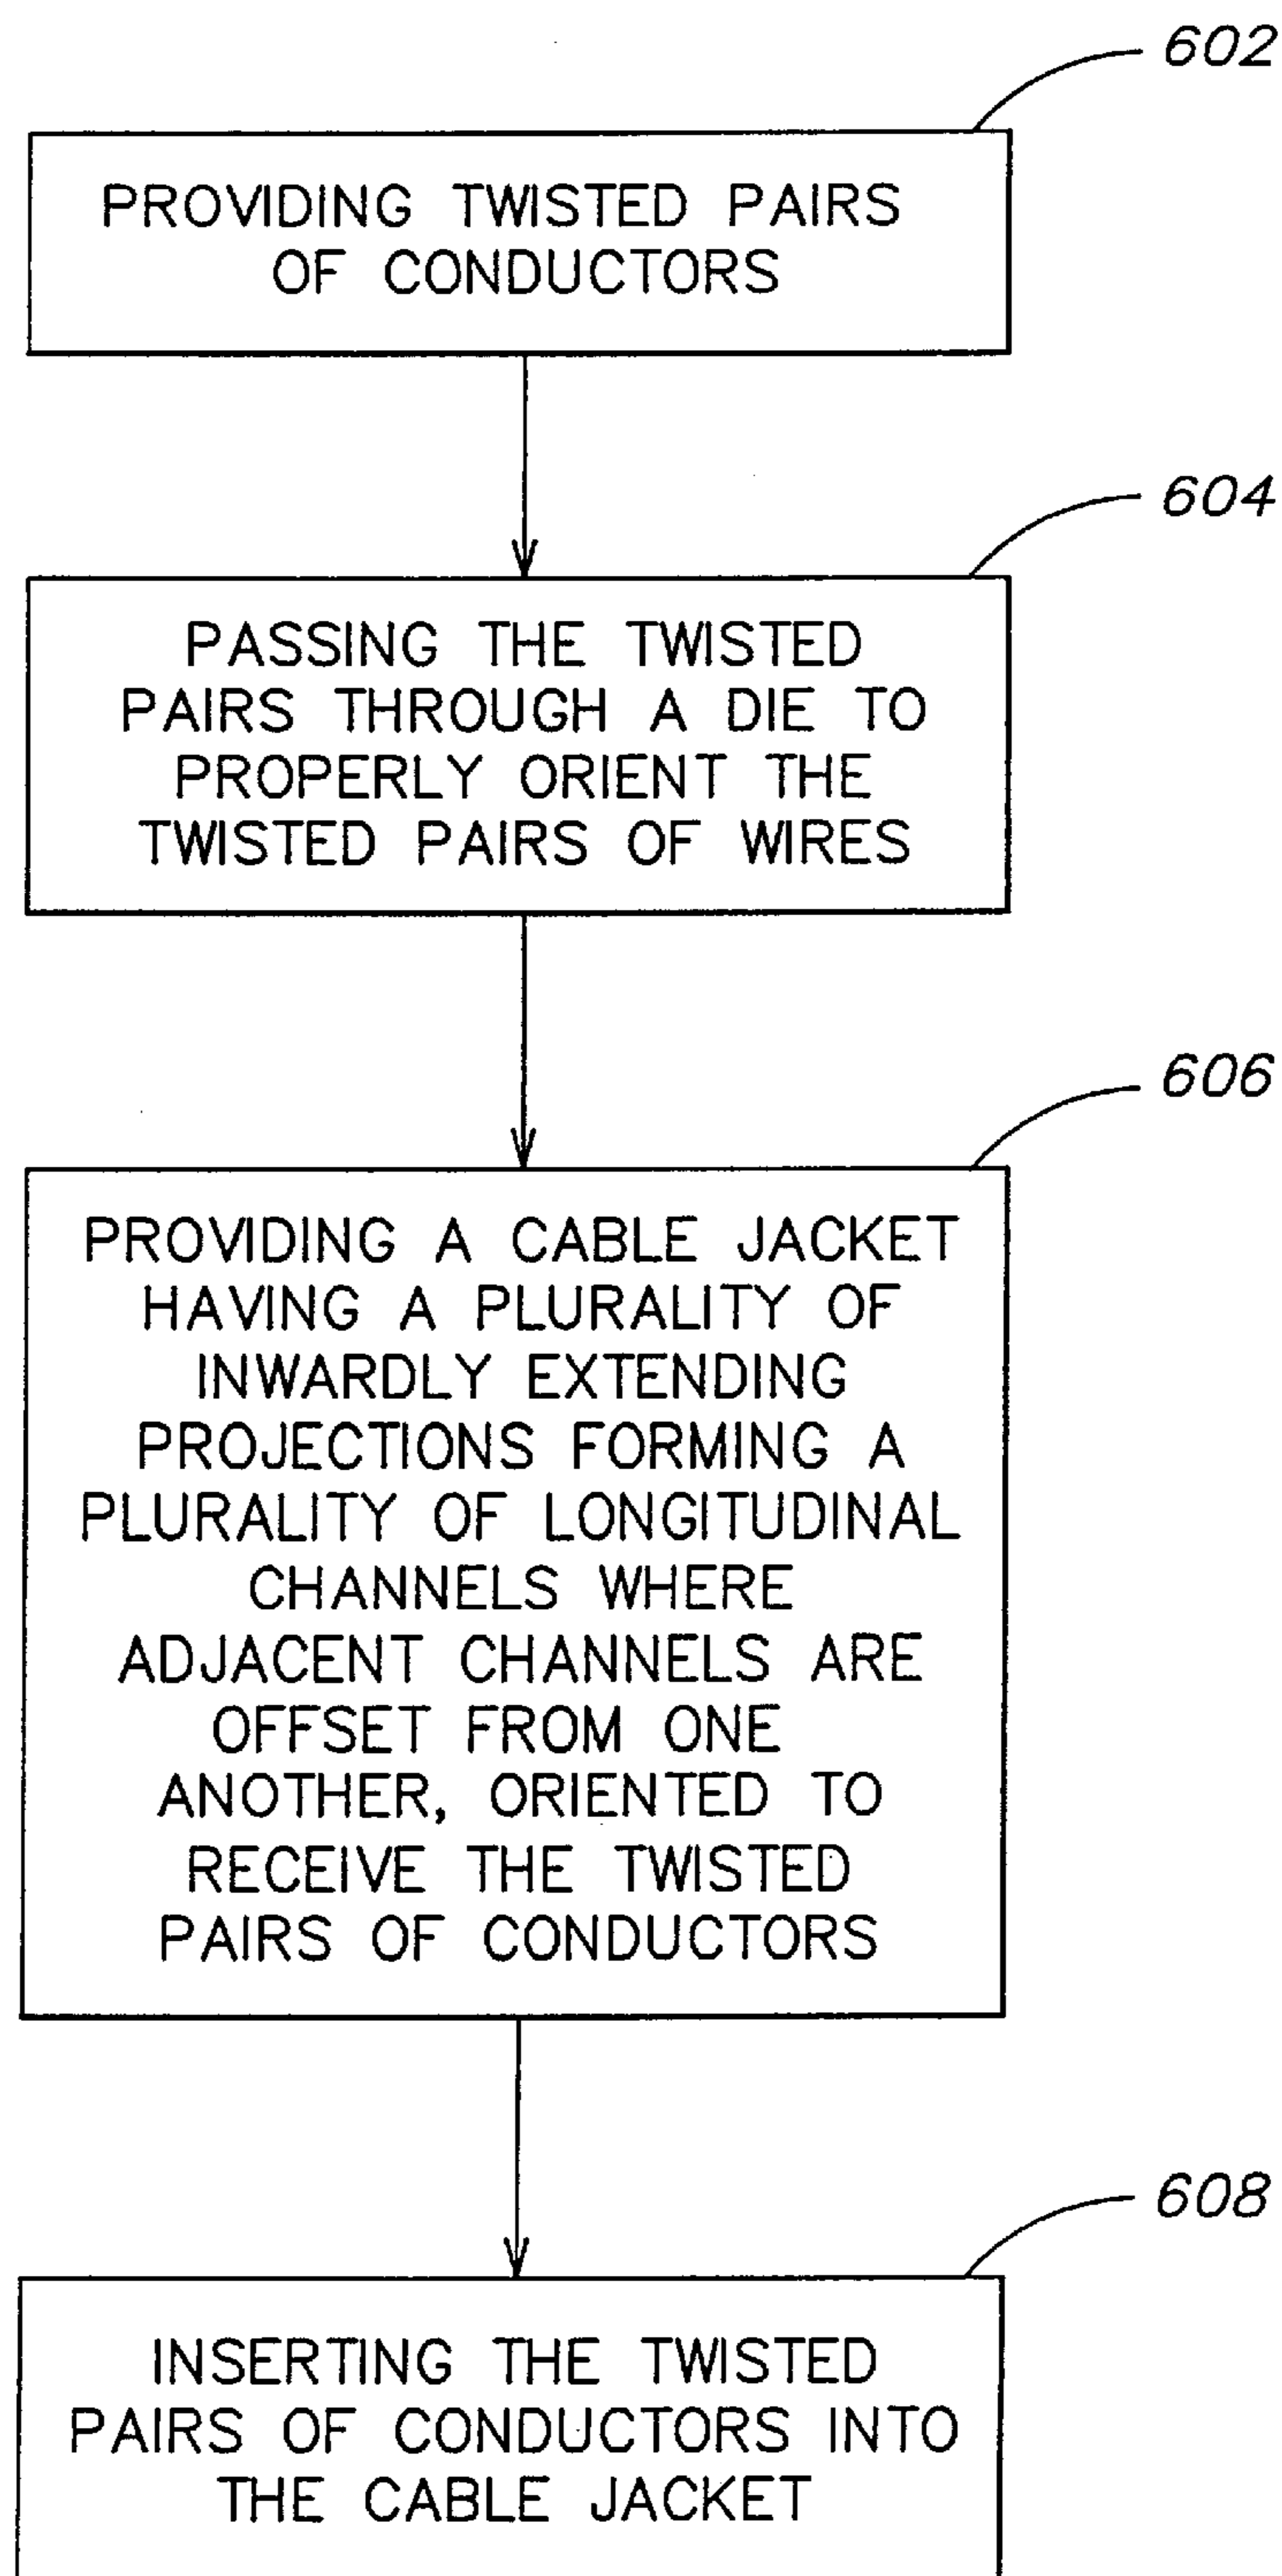 602
PROVIDING TWISTED PAIRS
OF CONDUCTORS
604
PASSING THE TWISTED
PAIRS THROUGH A DIE TO
PROPERLY ORIENT THE
TWISTED PAIRS OF WIRES
606
PROVIDING A CABLE JACKET
HAVING A PLURALITY OF
INWARDLY EXTENDING
PROJECTIONS FORMING A
PLURALITY OF LONGITUDINAL
CHANNELS WHERE
ADJACENT CHANNELS ARE
OFFSET FROM ONE
ANOTHER, ORIENTED TO
RECEIVE THE TWISTED
PAIRS OF CONDUCTORS
608
INSERTING THE TWISTED
PAIRS OF CONDUCTORS INTO
THE CABLE JACKET